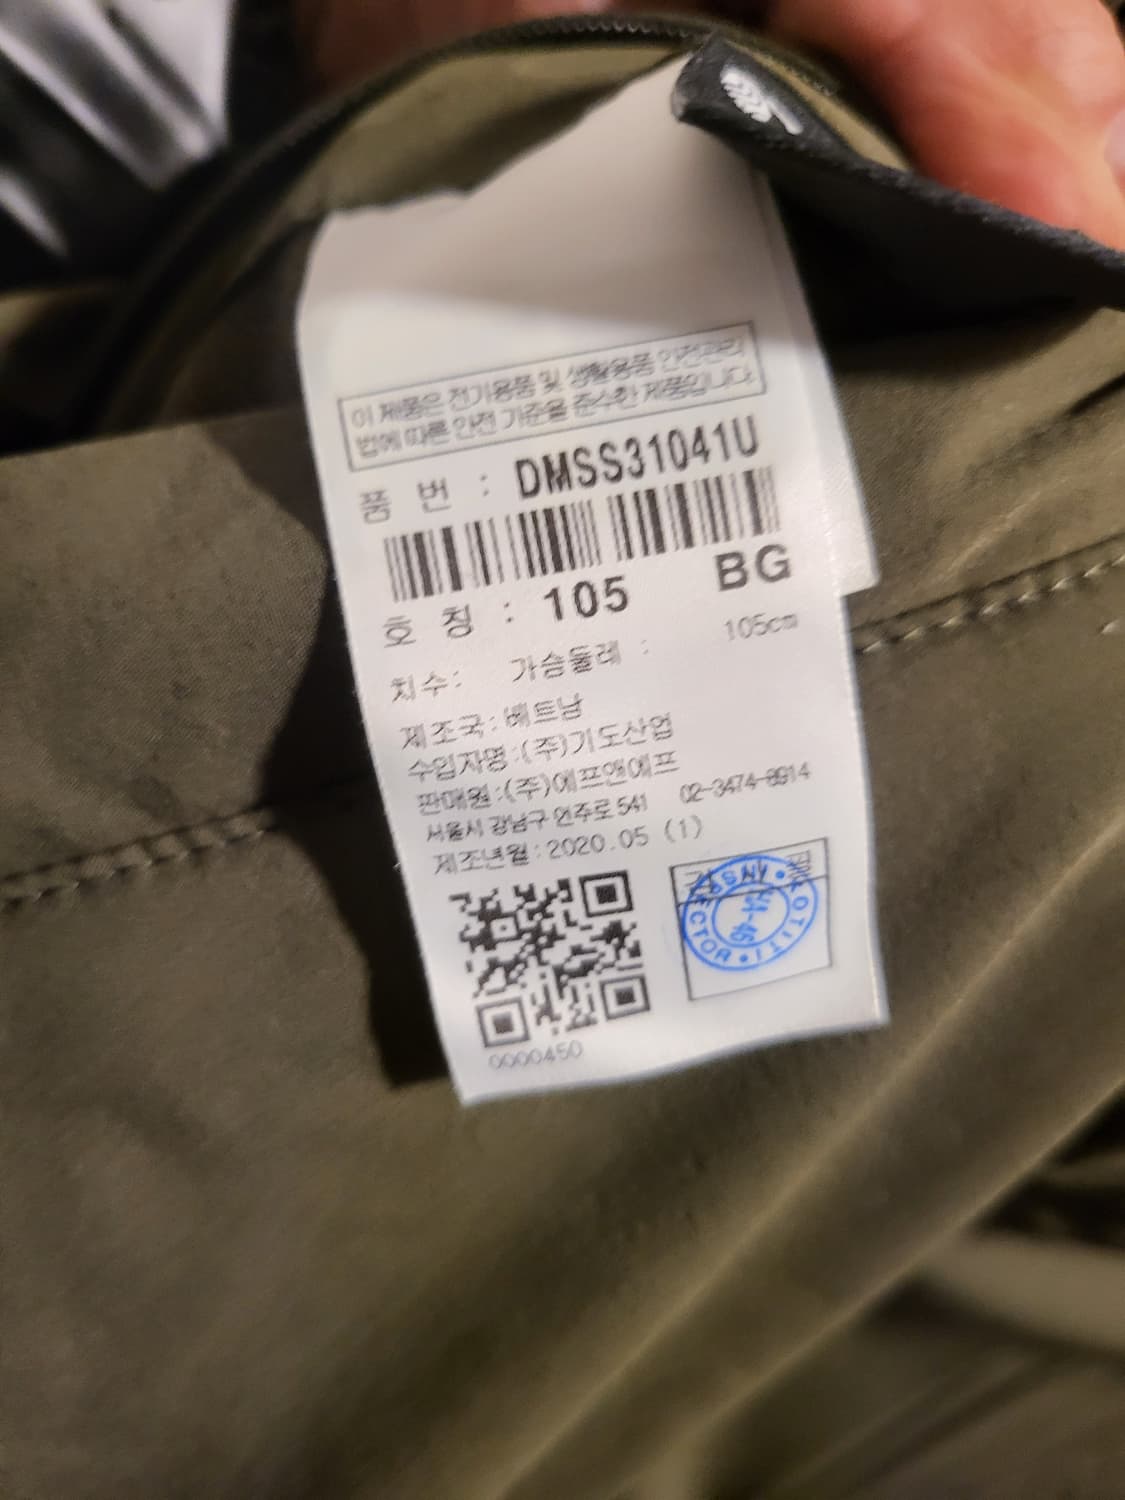 이 제품은 전기용품 및 생활용품 안전관리
법에 따른 안전 기준을 준수한 제품입니다.
품 번 : DMSS31041U
호 칭 : 105 BG
치수: 가슴둘레 : 105cm
제조국:베트남
수입자명:(주)기도산업
판매원:(주)에프앤에프
서울시 강남구 언주로 541 02-3474-8914
제조년월:2020.05 (1)
검 필
INSPECTOR
0000450